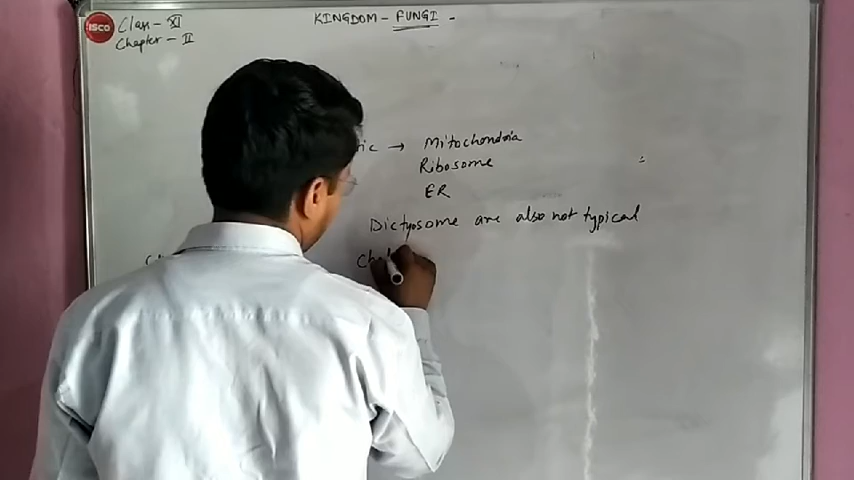 ISCO
Class - XI
Chapter - II
KINGDOM - FUNGI -
→ Mitochondria
Ribosome
ER
Dictyosome are also not typical